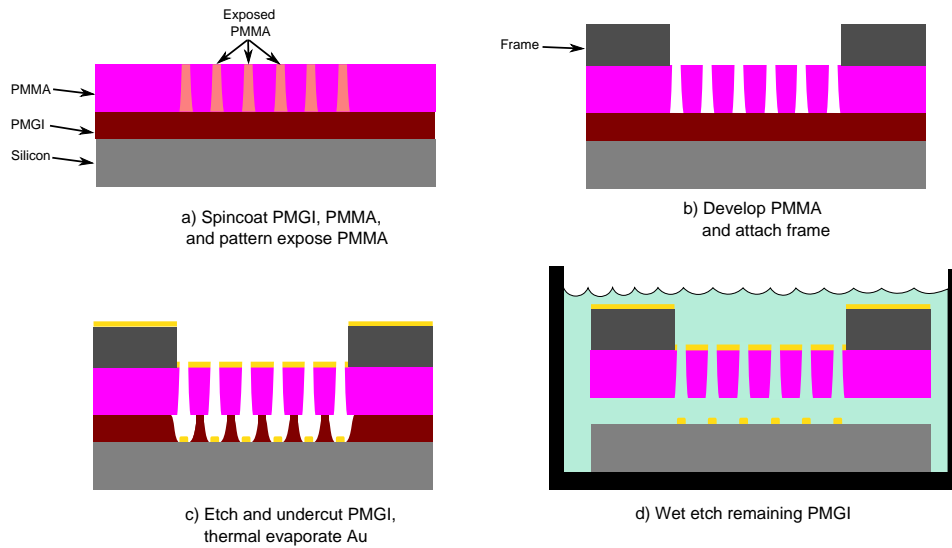 Exposed
PMMA
PMMA
PMGI
Silicon
a) Spincoat PMGI, PMMA,
and pattern expose PMMA
Frame
b) Develop PMMA
and attach frame
c) Etch and undercut PMGI,
thermal evaporate Au
d) Wet etch remaining PMGI